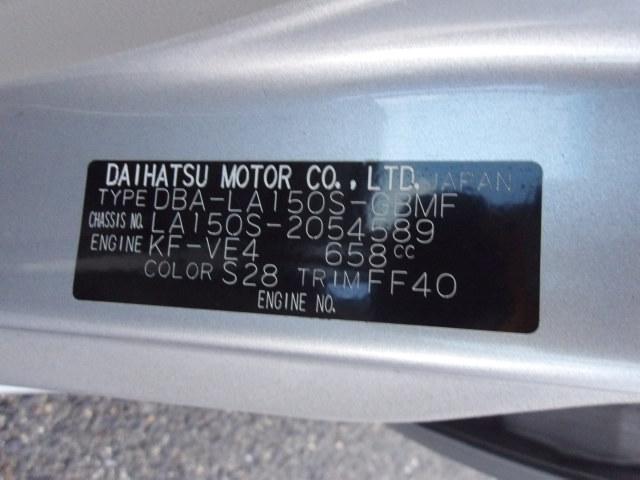 DAIHATSU MOTOR CO., LTD. JAPAN
TYPE DBA-LA150S-GBMF
CHASSIS NO. LA150S-2054589
ENGINE KF-VE4 658cc
COLOR S28 TRIM FF40
ENGINE NO.